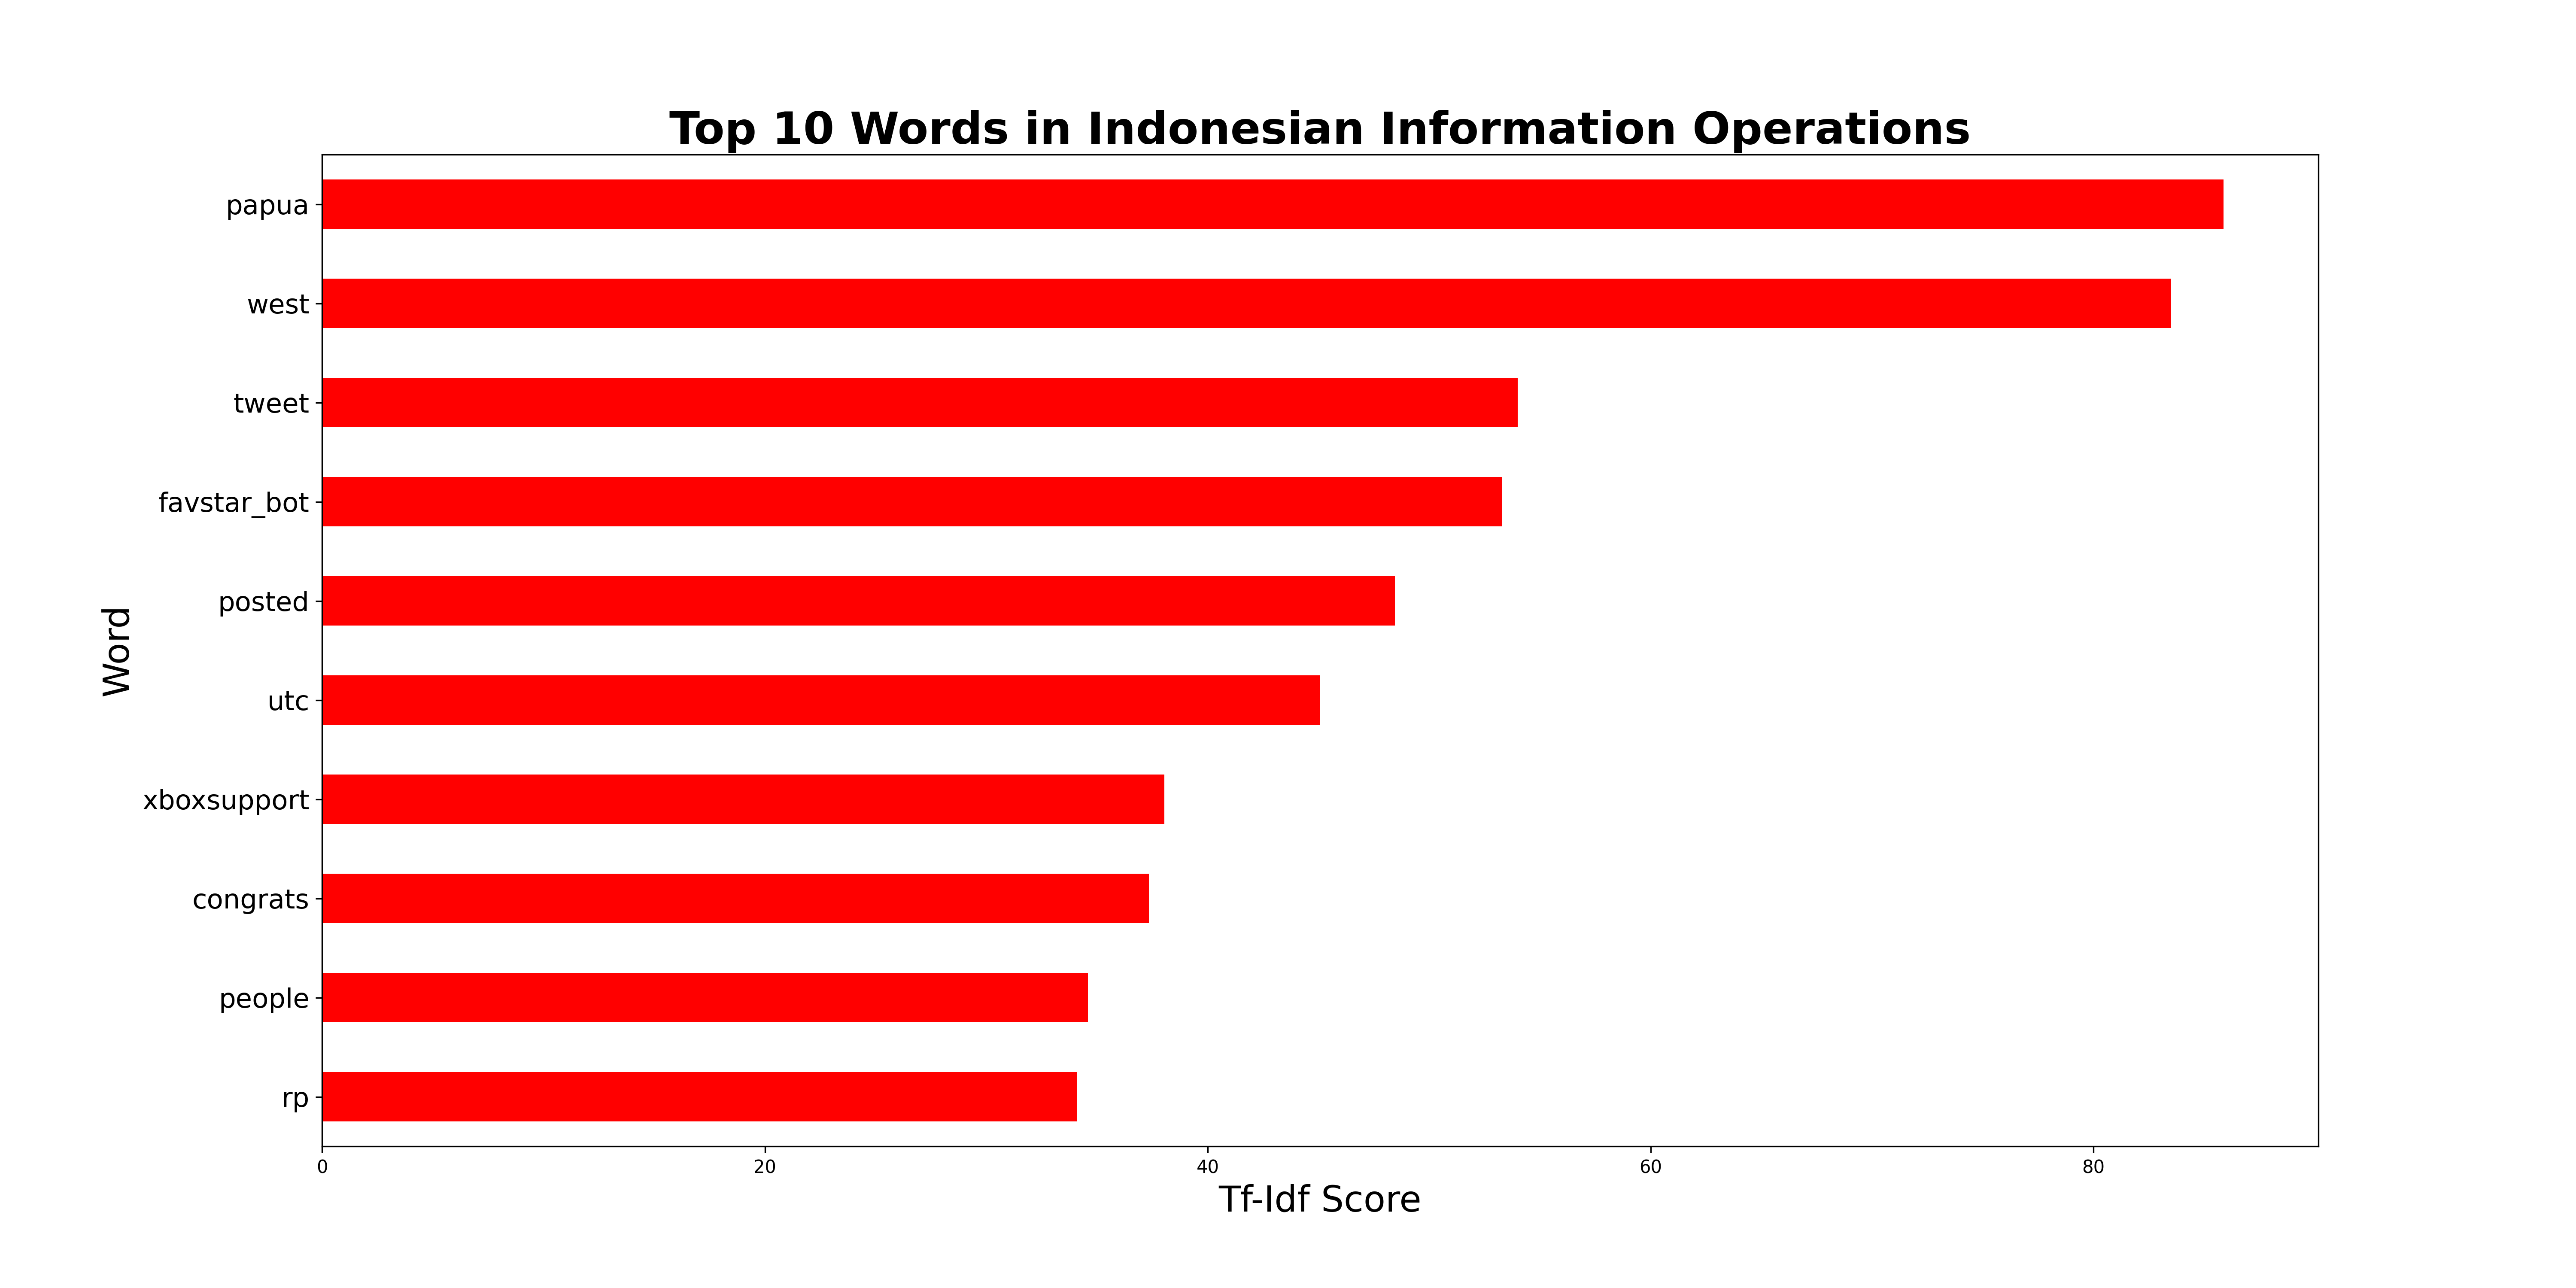 Top 10 Words in Indonesian Information Operations
papua
west
tweet
favstar_bot
posted
utc
xboxsupport
congrats
people
rp
Word
0 20 40 60 80
Tf-Idf Score